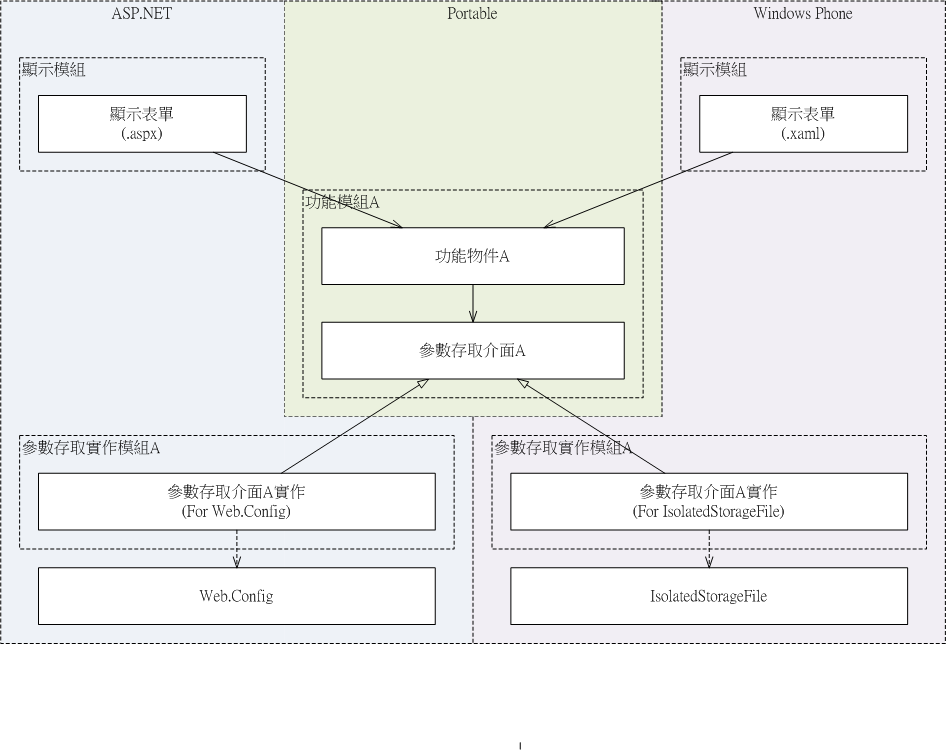 ASP.NET
Portable
Windows Phone
顯示模組
顯示模組
顯示表單
(.aspx)
顯示表單
(.xaml)
功能模組A
功能物件A
參數存取介面A
參數存取實作模組A
參數存取實作模組A
參數存取介面A實作
(For Web.Config)
參數存取介面A實作
(For IsolatedStorageFile)
Web.Config
IsolatedStorageFile